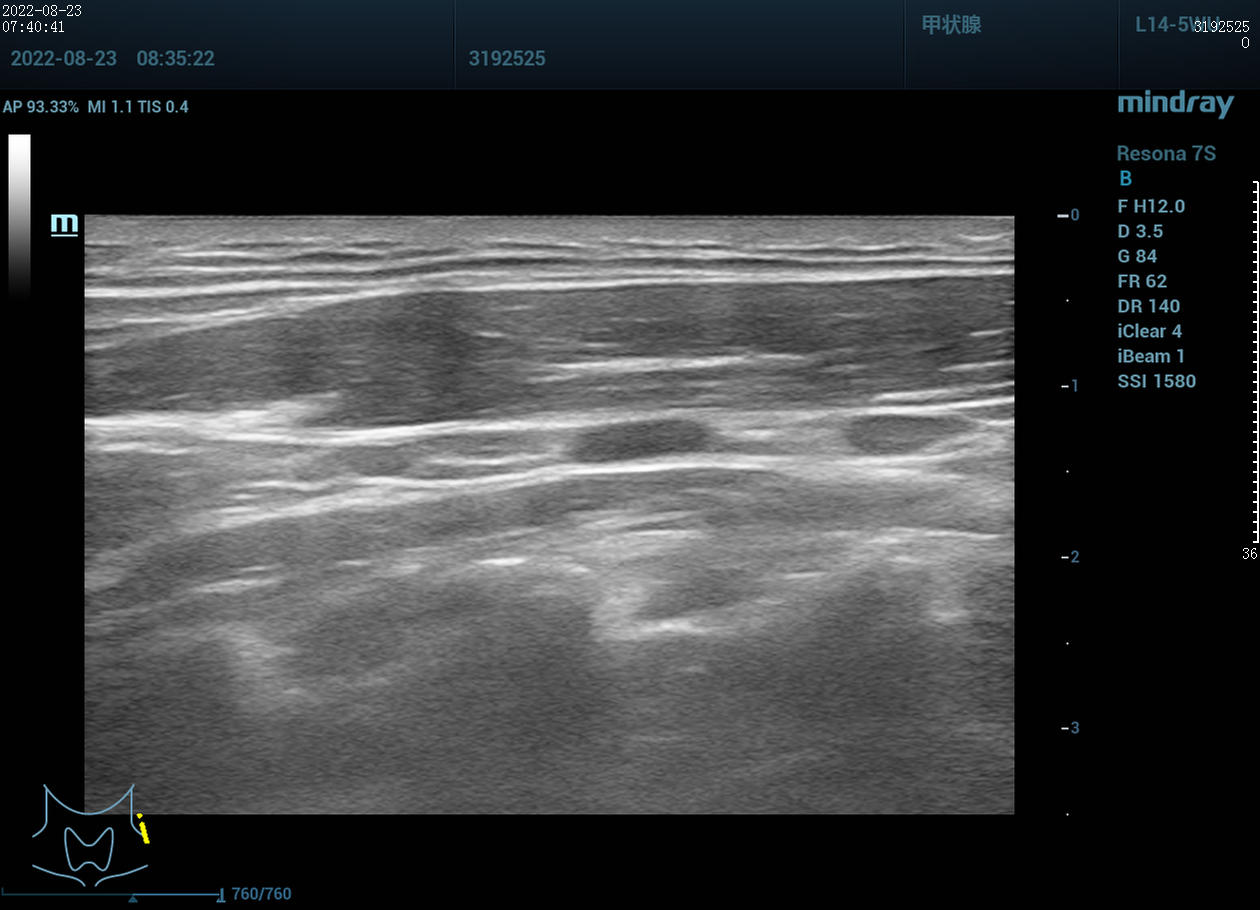 2022-08-23
07:40:41
甲状腺
3192525
0
2022-08-23 08:35:22
3192525
AP 93.33% MI 1.1 TIS 0.4
mindray
Resona 7S
B
m
F H12.0
0
D 3.5
G 84
FR 62
DR 140
iClear 4
iBeam 1
SSI 1580
1
2
36
3
760/760